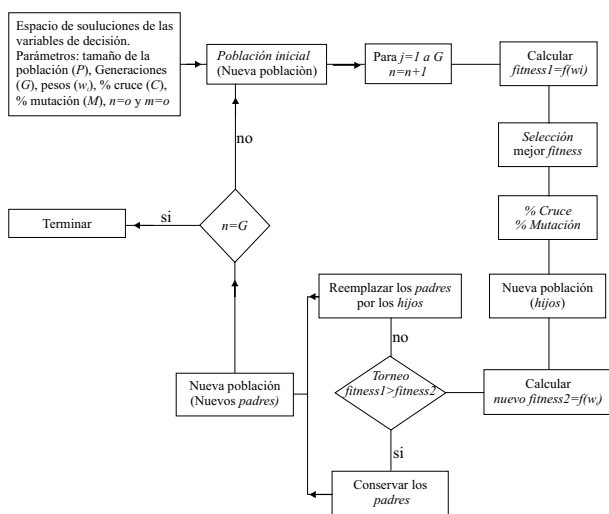 Espacio de souluciones de las
variables de decisión.
Parámetros: tamaño de la
población (P), Generaciones
(G), pesos (wᵢ), % cruce (C),
% mutación (M), n=o y m=o
Población inicial
(Nueva poblaciòn)
Para j=1 a G
n=n+1
Calcular
fitness1=f(wi)
Selección
mejor fitness
% Cruce
% Mutación
Nueva población
(hijos)
Calcular
nuevo fitness2=f(wᵢ)
Torneo
fitness1>fitness2
no
Reemplazar los padres
por los hijos
si
Conservar los
padres
Nueva población
(Nuevos padres)
n=G
no
si
Terminar